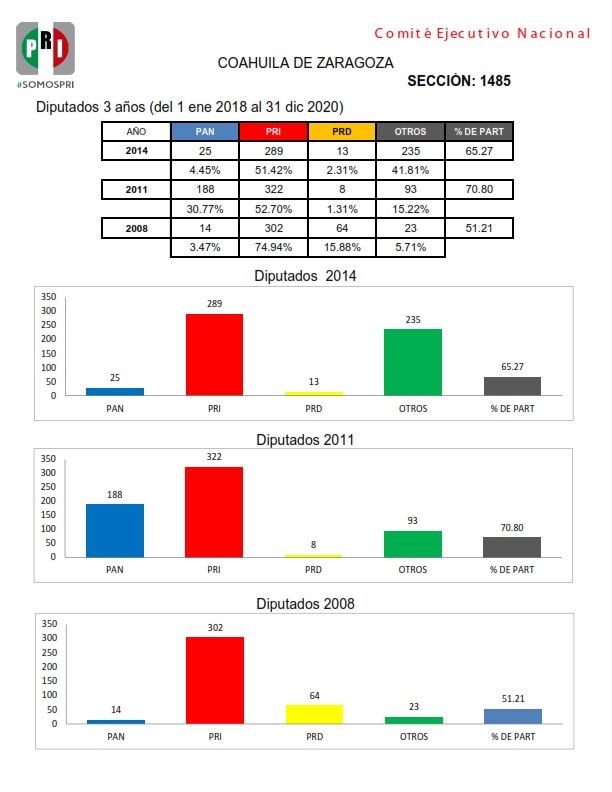 Comité Ejecutivo Nacional
PRI
#SOMOSPRI
COAHUILA DE ZARAGOZA
SECCIÓN: 1485
Diputados 3 años (del 1 ene 2018 al 31 dic 2020)
AÑO PAN PRI PRD OTROS % DE PART
2014 25 289 13 235 65.27
4.45% 51.42% 2.31% 41.81%
2011 188 322 8 93 70.80
30.77% 52.70% 1.31% 15.22%
2008 14 302 64 23 51.21
3.47% 74.94% 15.88% 5.71%
Diputados 2014
350
300
250
200
150
100
50
0
25 289 13 235 65.27
PAN PRI PRD OTROS % DE PART
Diputados 2011
350
300
250
200
150
100
50
0
188 322 8 93 70.80
PAN PRI PRD OTROS % DE PART
Diputados 2008
350
300
250
200
150
100
50
0
14 302 64 23 51.21
PAN PRI PRD OTROS % DE PART